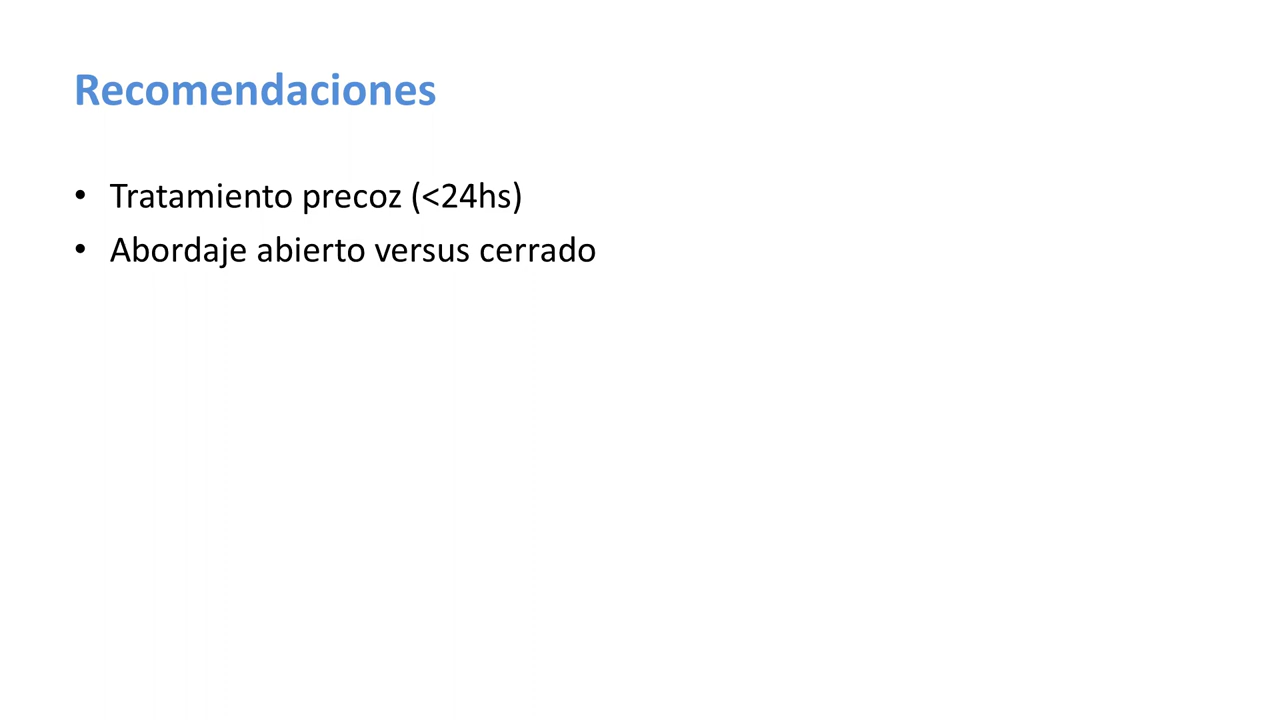 Recomendaciones
• Tratamiento precoz (<24hs)
• Abordaje abierto versus cerrado